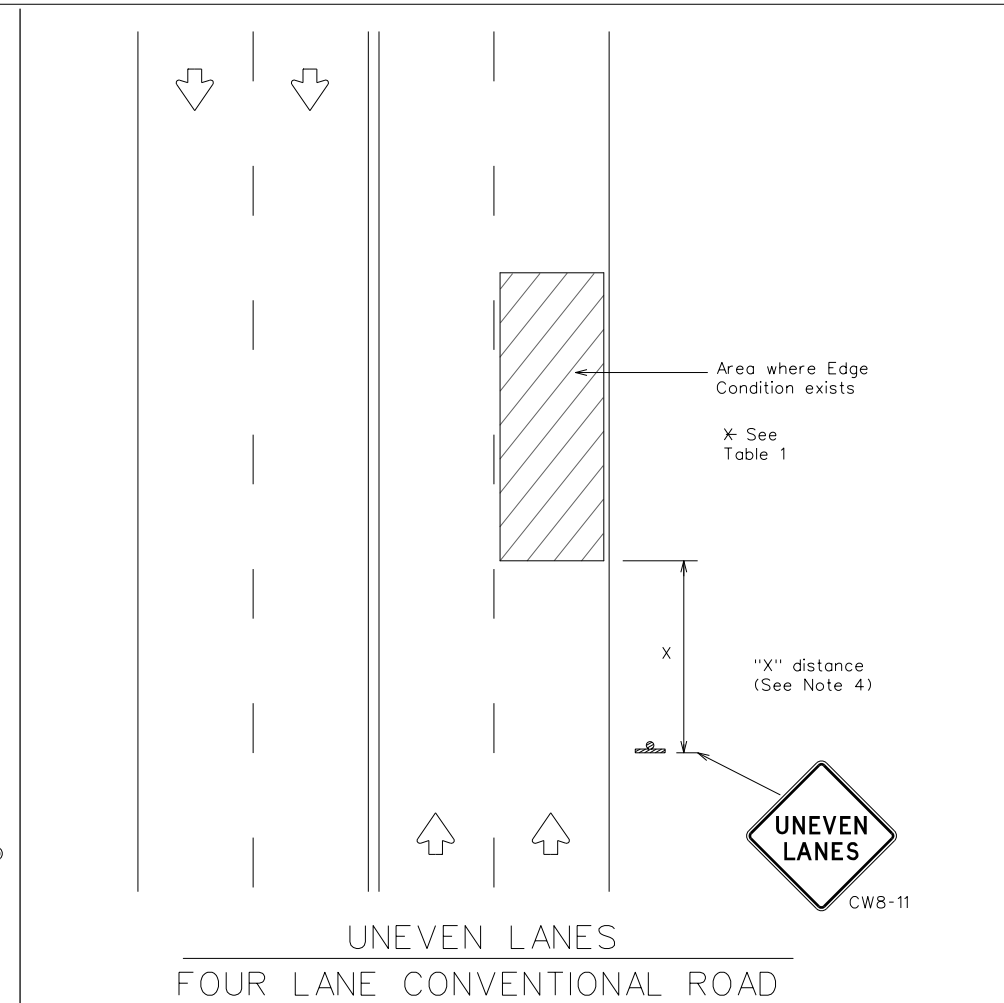 Area where Edge
Condition exists
X See
Table 1
X
"X" distance
(See Note 4)
UNEVEN
LANES
CW8-11
UNEVEN LANES
FOUR LANE CONVENTIONAL ROAD